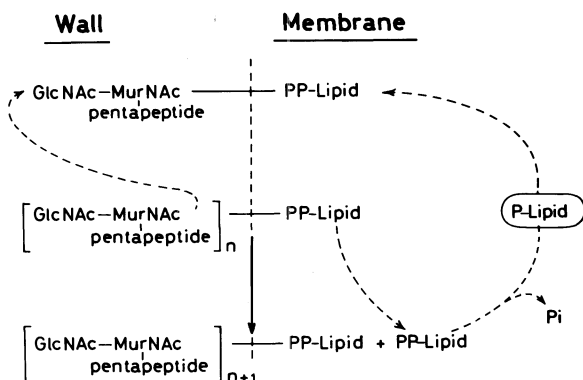 Wall Membrane
GlcNAc—MurNAc PP-Lipid
pentapeptide
P-Lipid
[GlcNAc—MurNAc PP-Lipid
pentapeptide]n
Pi
[GlcNAc—MurNAc PP-Lipid + PP-Lipid
pentapeptide]n+1